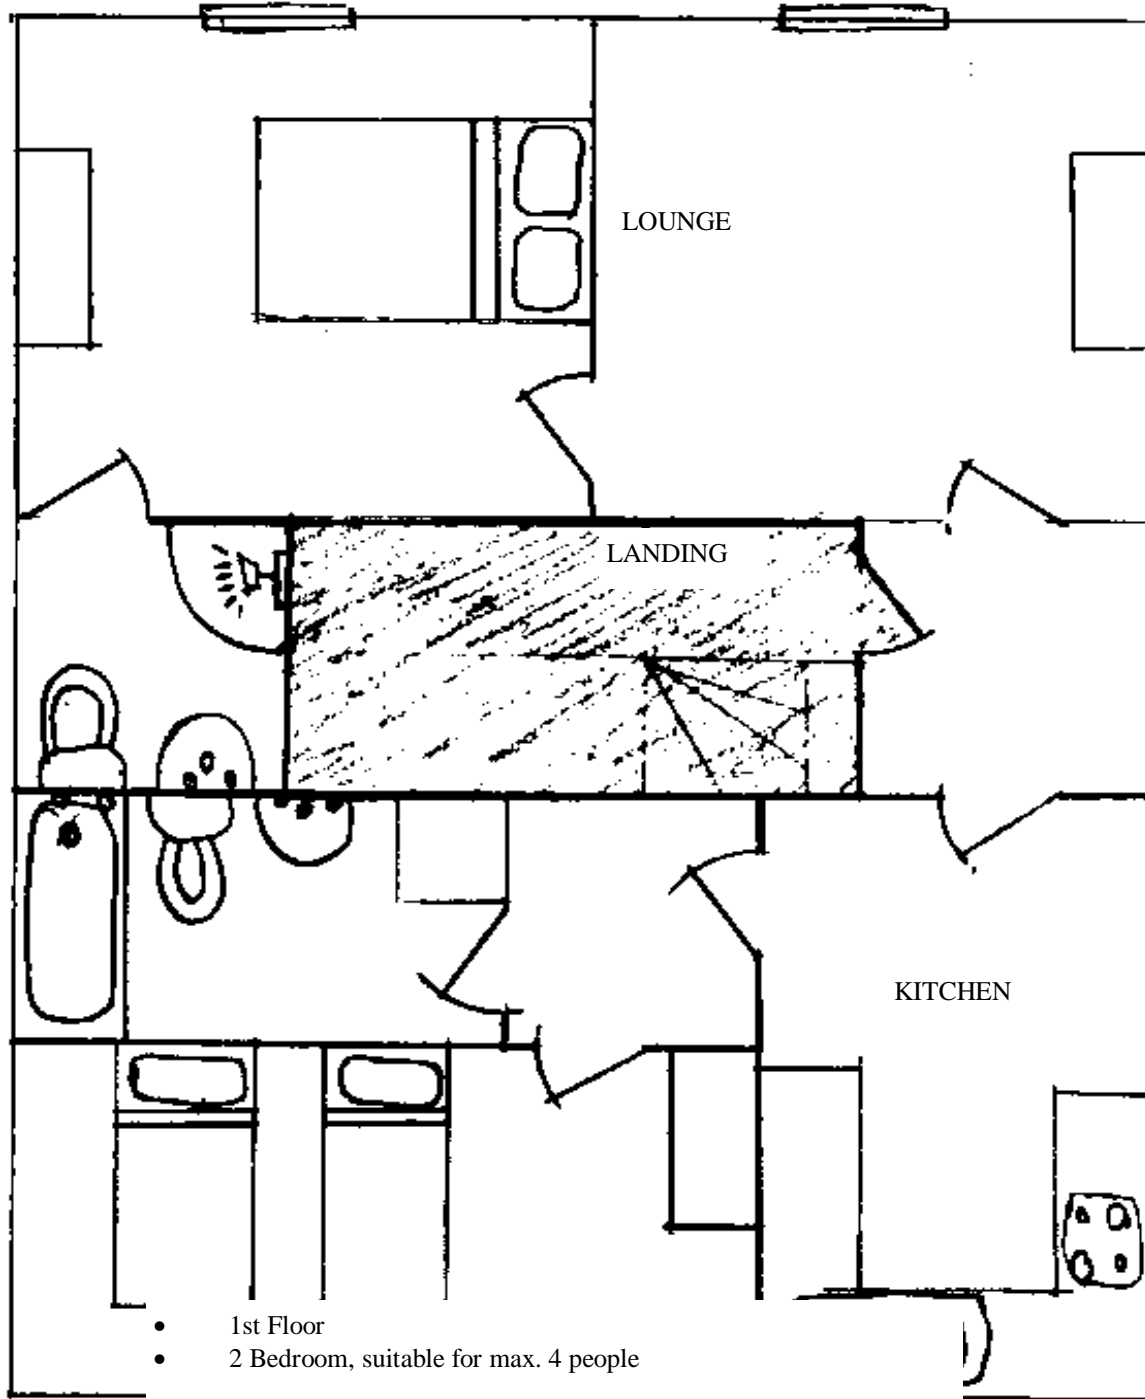 LOUNGE
LANDING
KITCHEN
• 1st Floor
• 2 Bedroom, suitable for max. 4 people